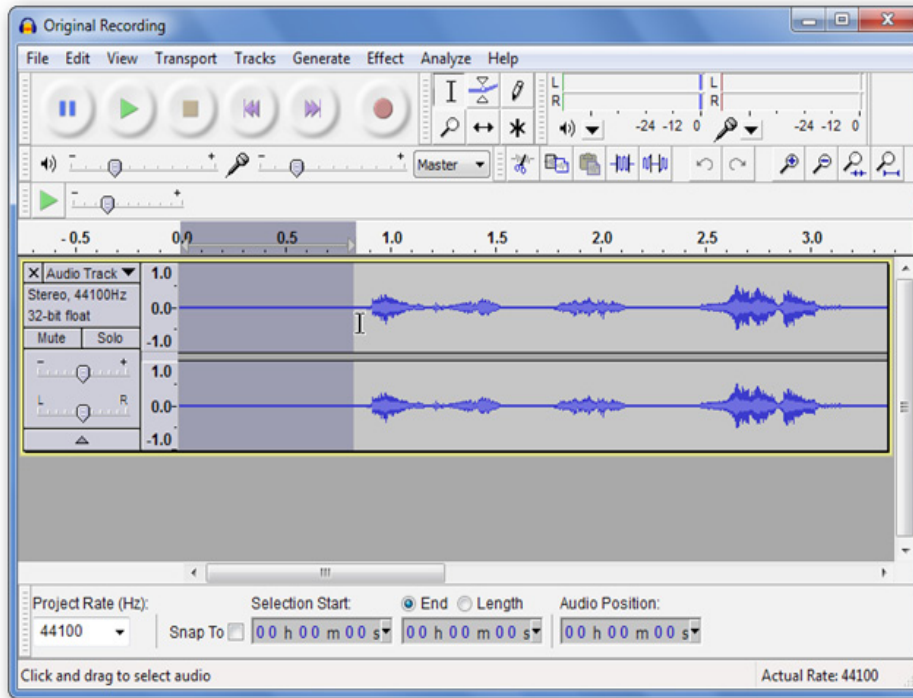 Original Recording
File Edit View Transport Tracks Generate Effect Analyze Help
L L
R R
-24 -12 0 -24 -12 0
Master
- 0.5 0.0 0.5 1.0 1.5 2.0 2.5 3.0
Audio Track 1.0
Stereo, 44100Hz
32-bit float
0.0
Mute Solo
-1.0
- + 1.0
L R
0.0
-1.0
Project Rate (Hz): Selection Start: End Length Audio Position:
44100 Snap To 00 h 00 m 00 s 00 h 00 m 00 s 00 h 00 m 00 s
Click and drag to select audio Actual Rate: 44100